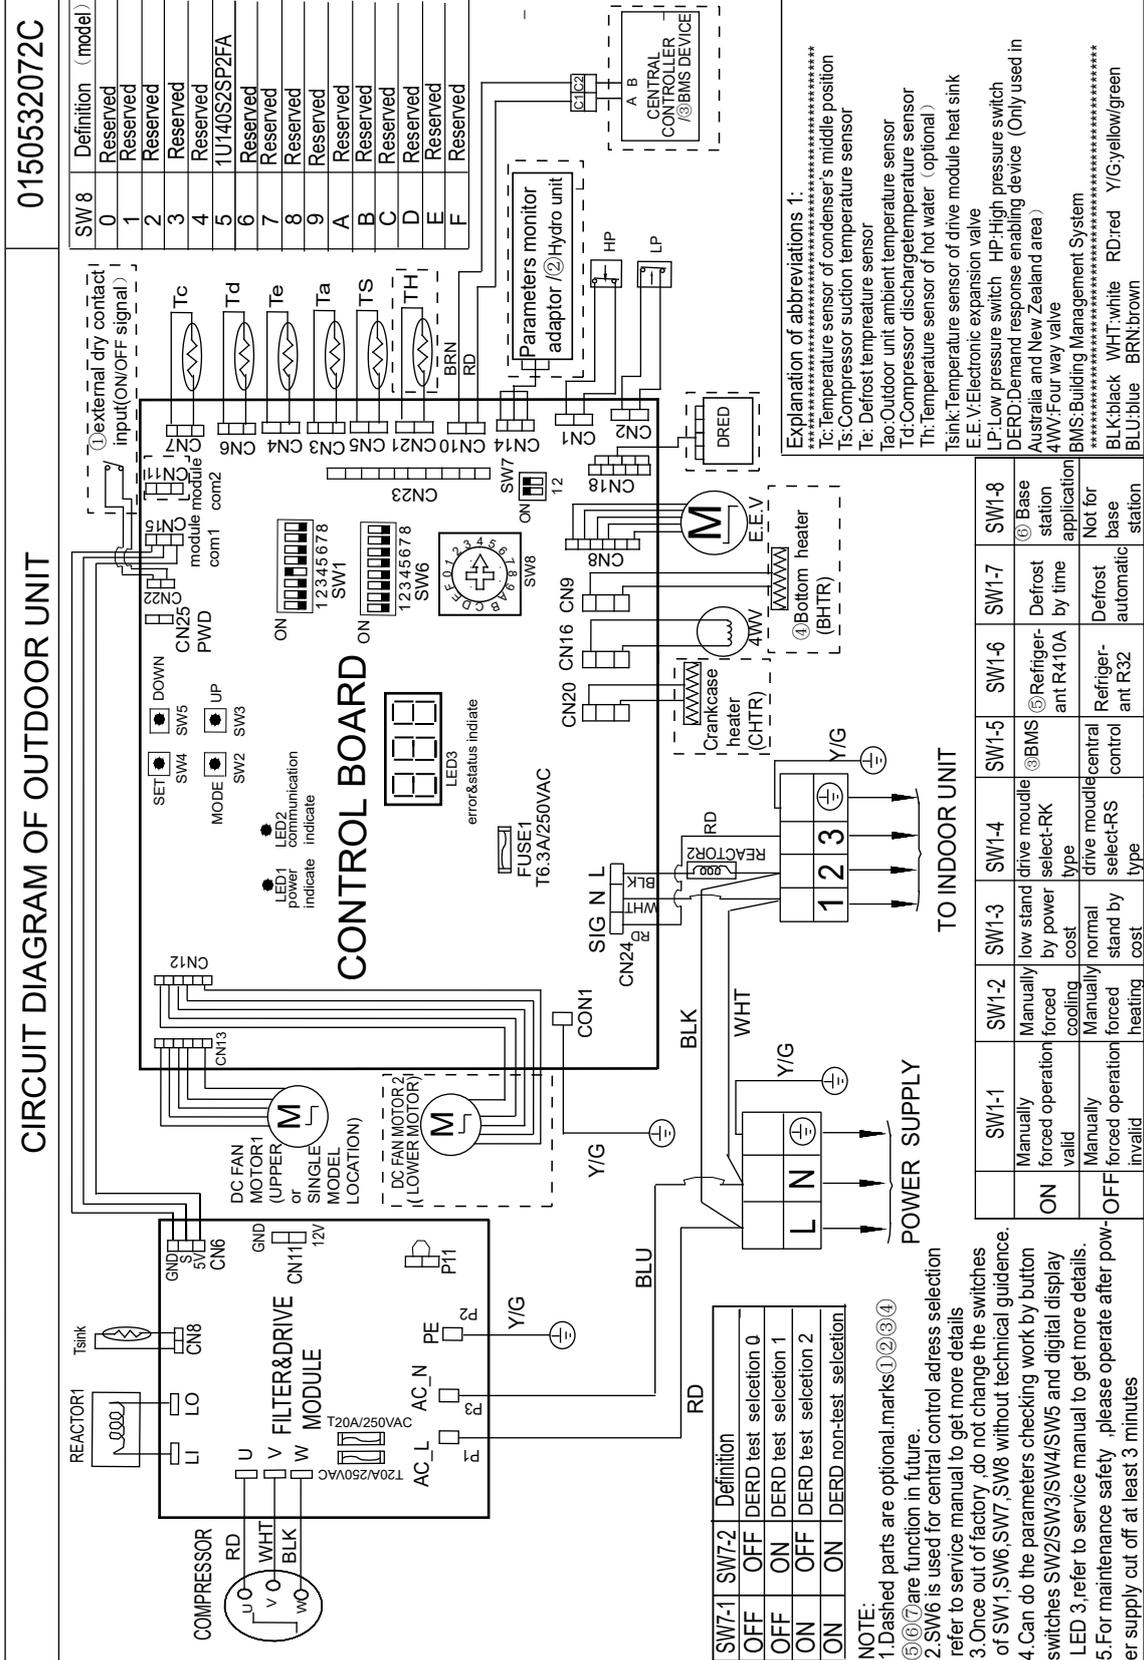 CIRCUIT DIAGRAM OF OUTDOOR UNIT
0150532072C
SW 8 Definition （model）
0 Reserved
1 Reserved
2 Reserved
3 Reserved
4 Reserved
5 1U140S2SP2FA
6 Reserved
7 Reserved
8 Reserved
9 Reserved
A Reserved
B Reserved
C Reserved
D Reserved
E Reserved
F Reserved
COMPRESSOR
U
V
W
RD
WHT
BLK
REACTOR1
Tsink
LI
LO
CN8
U
V
W
FILTER&DRIVE
MODULE
T20A/250VAC
T20A/250VAC
AC_L
P1
AC_N
P3
PE
P2
P11
GND
CN11
12V
GND
S
5V
CN6
Y/G
RD
BLU
DC FAN
MOTOR1
(UPPER
or
SINGLE
MODEL
LOCATION)
M
DC FAN MOTOR 2
( LOWER MOTOR)
M
CN13
CN12
CON1
Y/G
CONTROL BOARD
LED1
power
indicate
LED2
communication
indicate
SET
SW4
DOWN
SW5
MODE
SW2
UP
SW3
LED3
error&status indiate
FUSE1
T6.3A/250VAC
SIG N L
CN24
RD
WHT
BLK
CN25
PWD
CN22
CN15
module
com1
CN11
module
com2
①external dry contact
input(ON/OFF signal)
ON
12345678
SW1
ON
12345678
SW6
0 1 2 3 4 5 6 7 8 9 A B C D E F
SW8
CN23
SW7
ON
12
CN7
Tc
CN6
Td
CN4
Te
CN3
Ta
CN5
TS
CN21
TH
CN10
BRN
RD
CN14
Parameters monitor
adaptor /②Hydro unit
CN1
HP
CN2
LP
C1 C2
A B
CENTRAL
CONTROLLER
/③BMS DEVICE
CN18
DRED
CN8
M
E.E.V
CN9
④Bottom heater
(BHTR)
CN16
4WV
CN20
Crankcase
heater
(CHTR)
REACTOR2
RD
BLK
WHT
Y/G
L N
POWER SUPPLY
Y/G
1 2 3
TO INDOOR UNIT
SW7-1 SW7-2 Definition
OFF OFF DERD test selcetion 0
OFF ON DERD test selcetion 1
ON OFF DERD test selcetion 2
ON ON DERD non-test selcetion
NOTE:
1.Dashed parts are optional.marks①②③④
⑤⑥⑦are function in future.
2.SW6 is used for central control adress selection
refer to service manual to get more details
3.Once out of factory ,do not change the switches
of SW1,SW6,SW7,SW8 without technical guidence.
4.Can do the parameters checking work by button
switches SW2/SW3/SW4/SW5 and digital display
LED 3,refer to service manual to get more details.
5.For maintenance safety ,please operate after pow-
er supply cut off at least 3 minutes
SW1-1 SW1-2 SW1-3 SW1-4 SW1-5 SW1-6 SW1-7 SW1-8
ON
Manually
forced operation
valid
Manually
forced
cooling
low stand
by power
cost
drive moudle
select-RK
type
③BMS
⑤Refriger-
ant R410A
Defrost
by time
⑥ Base
station
application
OFF
Manually
forced operation
invalid
Manually
forced
heating
normal
stand by
cost
drive moudle
select-RS
type
central
control
Refriger-
ant R32
Defrost
automatic
Not for
base
station
Explanation of abbreviations 1:
Tc:Temperature sensor of condenser's middle position
Ts:Compressor suction temperature sensor
Te: Defrost tempreature sensor
Tao:Outdoor unit ambient temperature sensor
Td:Compressor dischargetemperature sensor
Th:Temperature sensor of hot water（optional）
Tsink:Temperature sensor of drive module heat sink
E.E.V:Electronic expansion valve
LP:Low pressure switch HP:High pressure switch
DERD:Demand response enabling device (Only used in
Australia and New Zealand area）
4WV:Four way valve
BMS:Building Management System
BLK:black WHT:white RD:red Y/G:yellow/green
BLU:blue BRN:brown